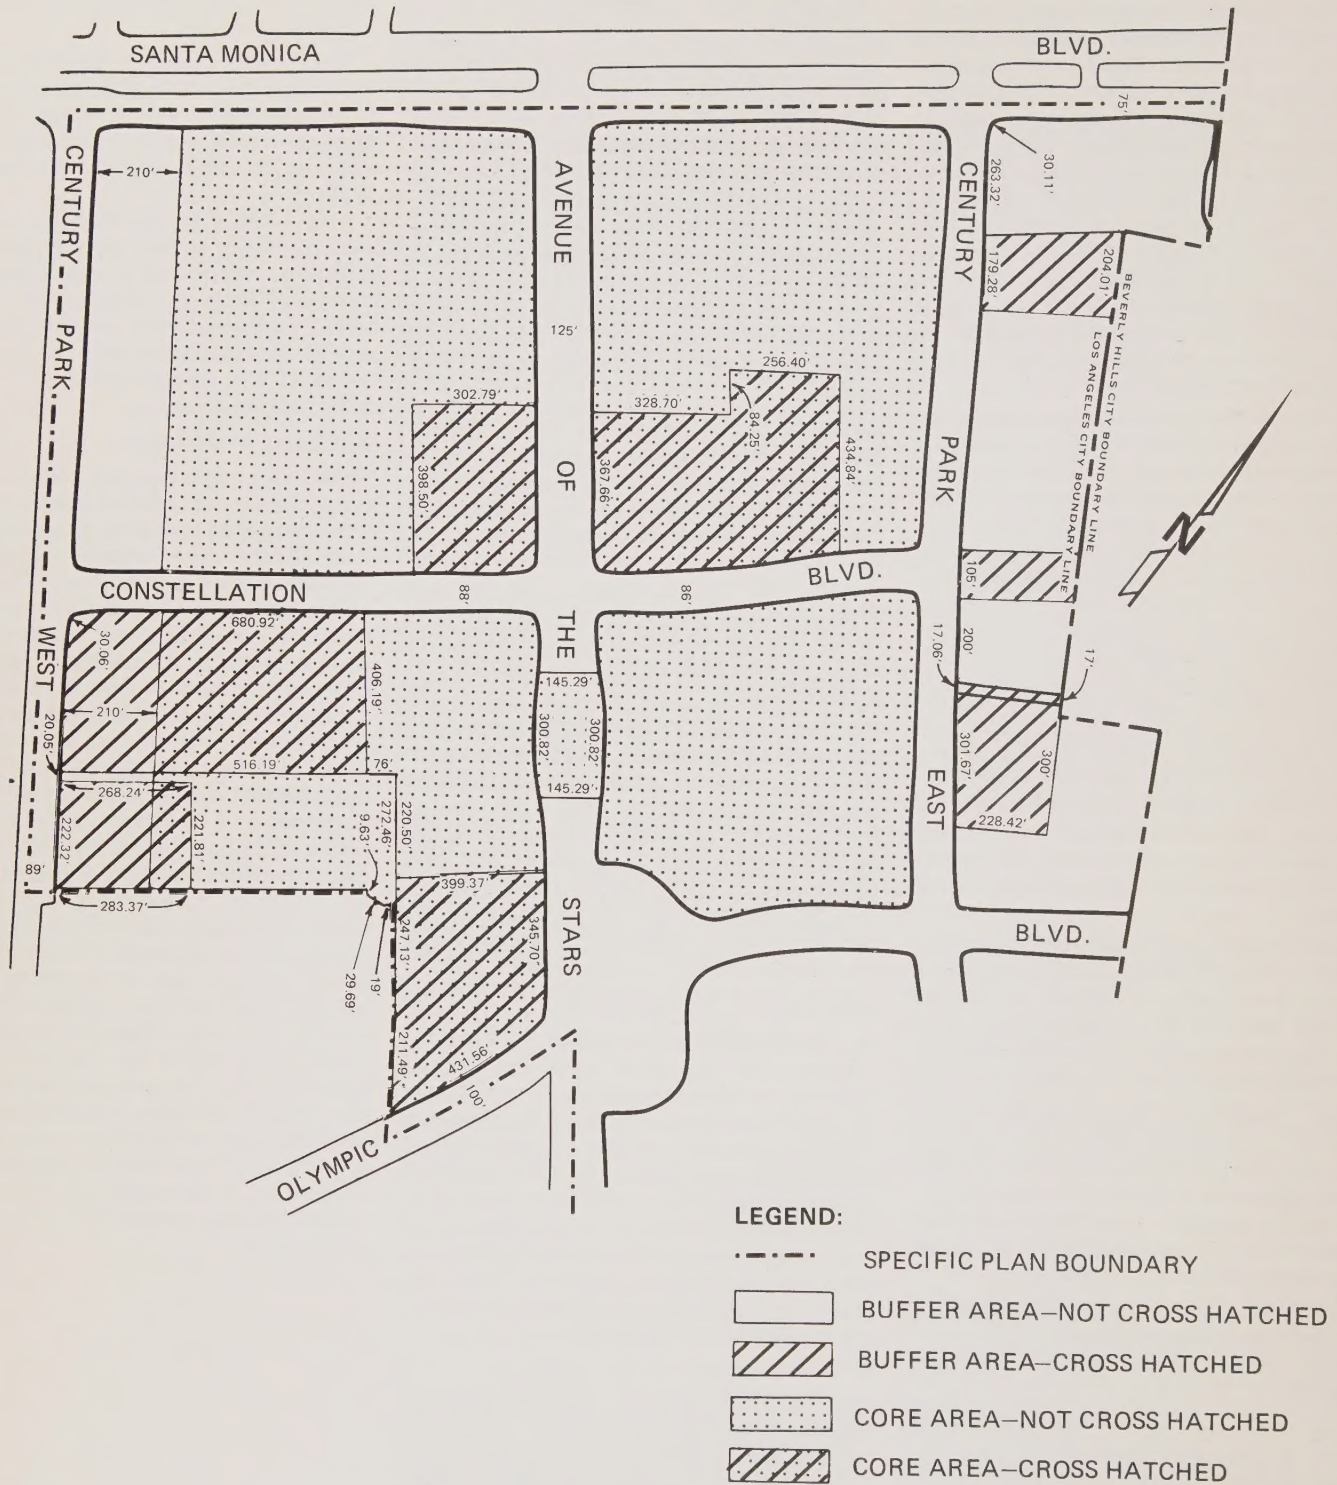 SANTA MONICA
BLVD.
75'
CENTURY
PARK
WEST
210'
AVENUE
OF
THE
STARS
125'
CENTURY
PARK
EAST
30.11'
263.32'
179.28'
204.01'
BEVERLY HILLS CITY BOUNDARY LINE
LOS ANGELES CITY BOUNDARY LINE
302.79'
398.50'
328.70'
256.40'
84.25'
367.66'
434.84'
N
CONSTELLATION
BLVD.
88'
86'
105'
200'
17.06'
17'
30.06'
680.92'
406.19'
210'
20.05'
516.19'
76'
145.29'
300.82'
300.82'
145.29'
301.67'
300'
228.42'
268.24'
222.32'
221.81'
9.63'
272.46'
220.50'
89'
283.37'
399.37'
247.13'
345.70'
19'
29.69'
211.49'
431.56'
100'
OLYMPIC
BLVD.
LEGEND:
SPECIFIC PLAN BOUNDARY
BUFFER AREA—NOT CROSS HATCHED
BUFFER AREA—CROSS HATCHED
CORE AREA—NOT CROSS HATCHED
CORE AREA—CROSS HATCHED